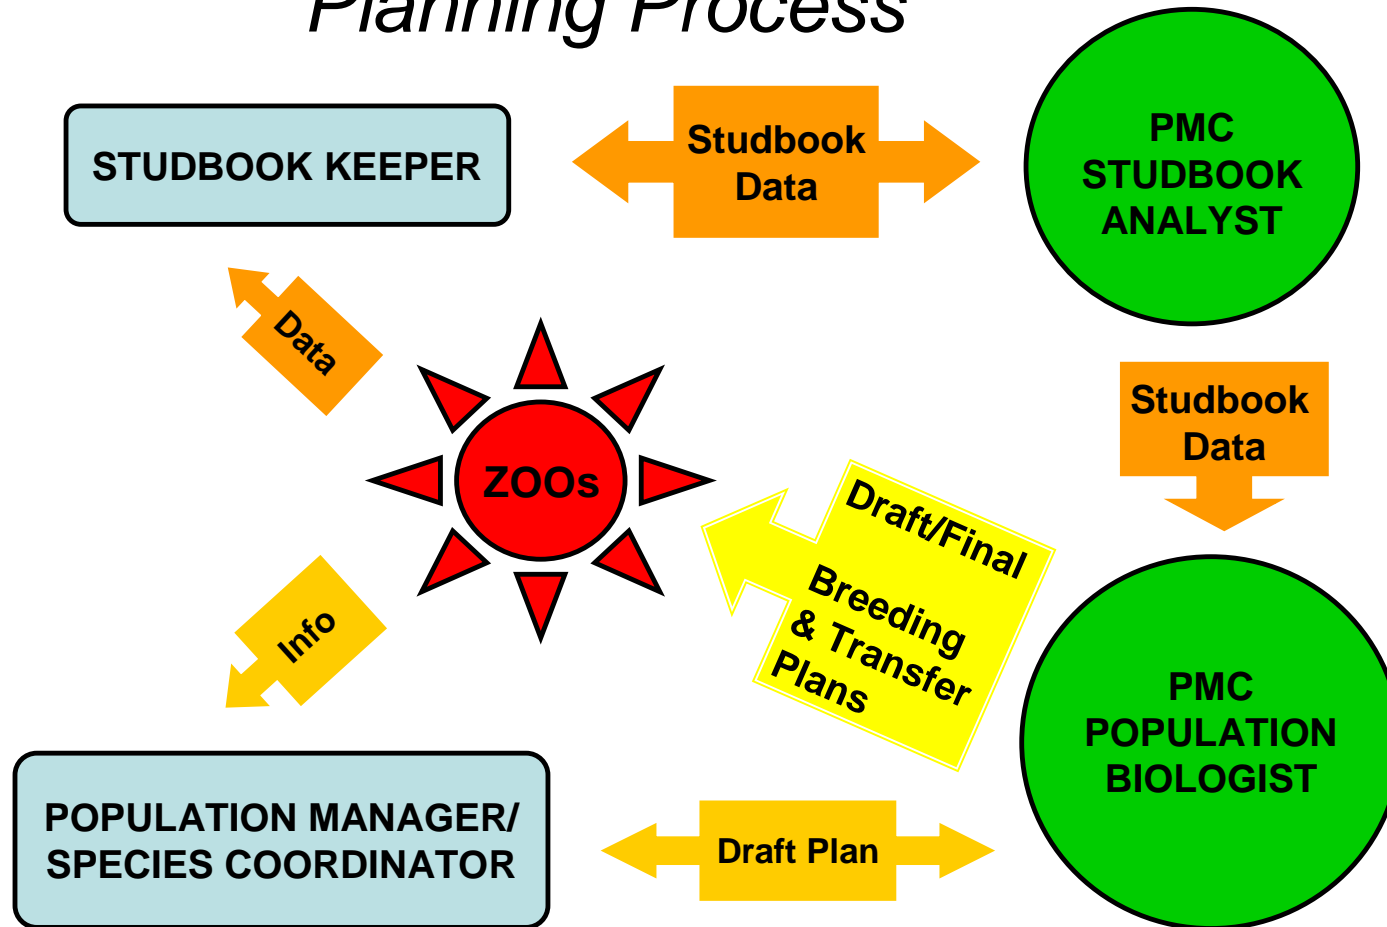 Planning Process
STUDBOOK KEEPER
Studbook
Data
PMC
STUDBOOK
ANALYST
Data
Studbook
Data
ZOOs
Draft/Final
Breeding
& Transfer
Plans
Info
PMC
POPULATION
BIOLOGIST
POPULATION MANAGER/
SPECIES COORDINATOR
Draft Plan